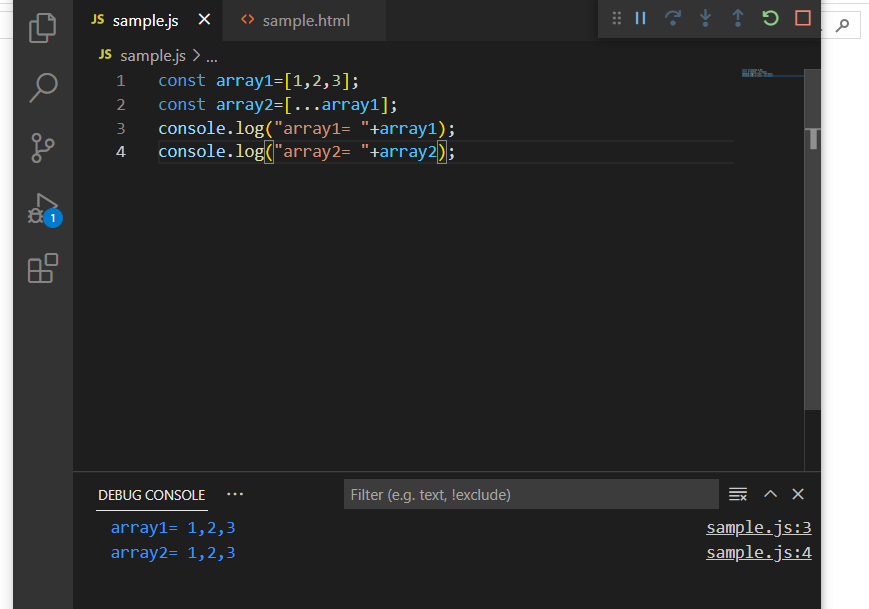 JS sample.js
sample.html
JS sample.js > ...
1 const array1=[1,2,3];
2 const array2=[...array1];
3 console.log("array1= "+array1);
4 console.log("array2= "+array2);
1
T
DEBUG CONSOLE ...
Filter (e.g. text, !exclude)
array1= 1,2,3 sample.js:3
array2= 1,2,3 sample.js:4